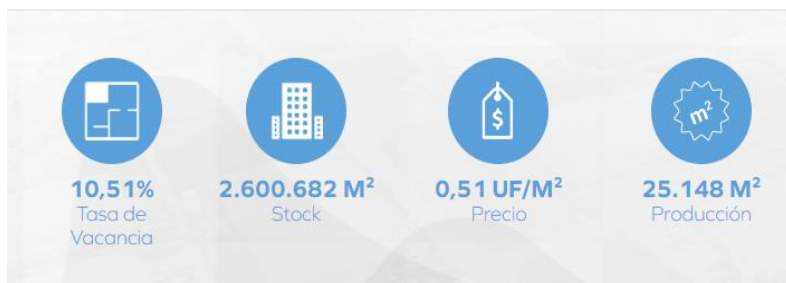 $
m²
10,51%
Tasa de
Vacancia
2.600.682 M²
Stock
0,51 UF/M²
Precio
25.148 M²
Producción